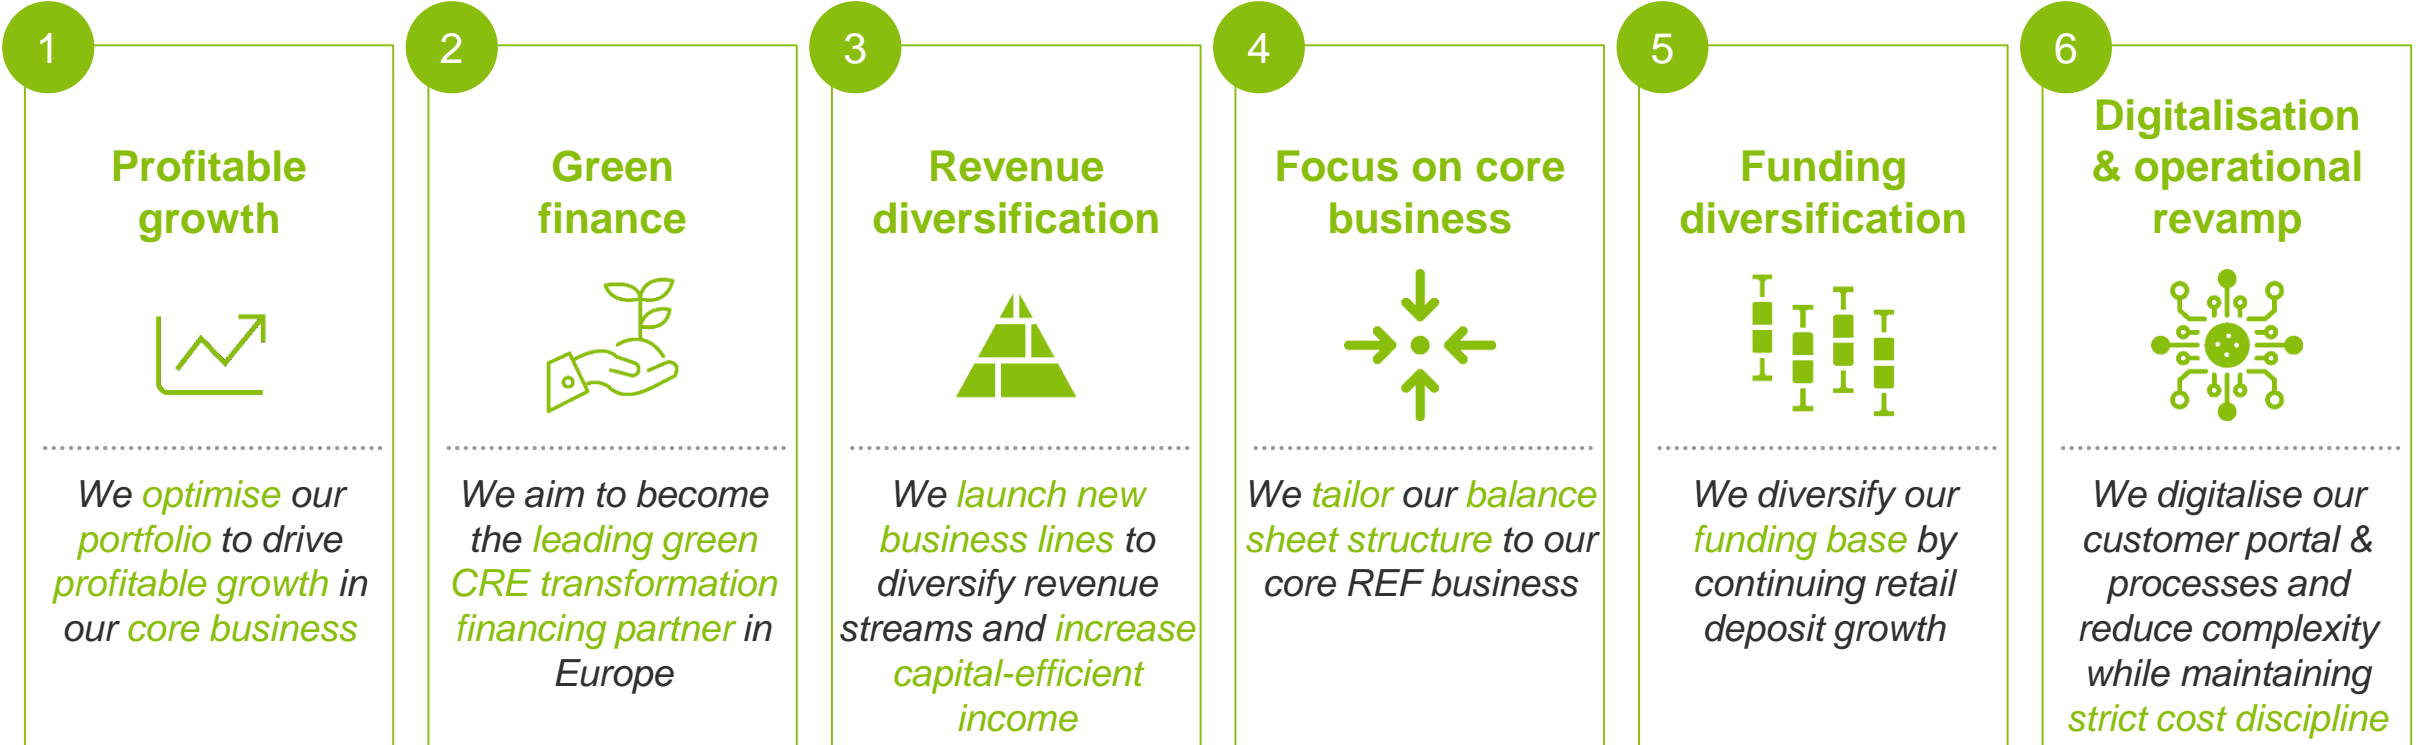 1
Profitable
growth
We optimise our
portfolio to drive
profitable growth in
our core business
2
Green
finance
We aim to become
the leading green
CRE transformation
financing partner in
Europe
3
Revenue
diversification
We launch new
business lines to
diversify revenue
streams and increase
capital-efficient
income
4
Focus on core
business
We tailor our balance
sheet structure to our
core REF business
5
Funding
diversification
We diversify our
funding base by
continuing retail
deposit growth
6
Digitalisation
& operational
revamp
We digitalise our
customer portal &
processes and
reduce complexity
while maintaining
strict cost discipline